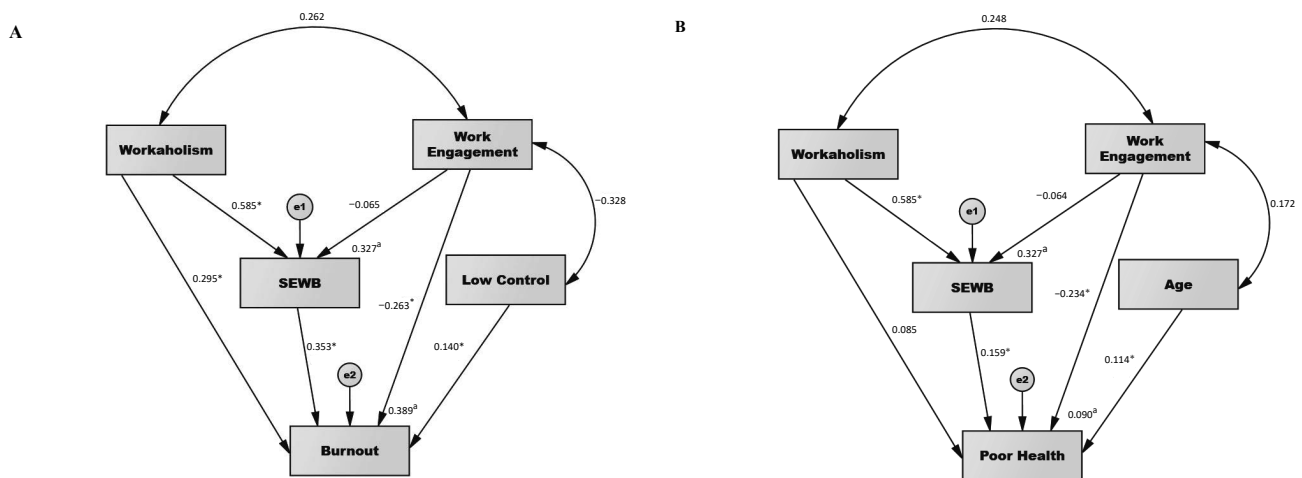 A
0.262
Workaholism
Work
Engagement
0.585*
e1
−0.065
−0.328
0.327a
0.295*
SEWB
Low Control
−0.263*
0.353*
0.140*
e2
0.389a
Burnout
B
0.248
Workaholism
Work
Engagement
0.585*
e1
−0.064
0.172
0.327a
SEWB
Age
−0.234*
0.085
0.159*
0.114*
e2
0.090a
Poor Health